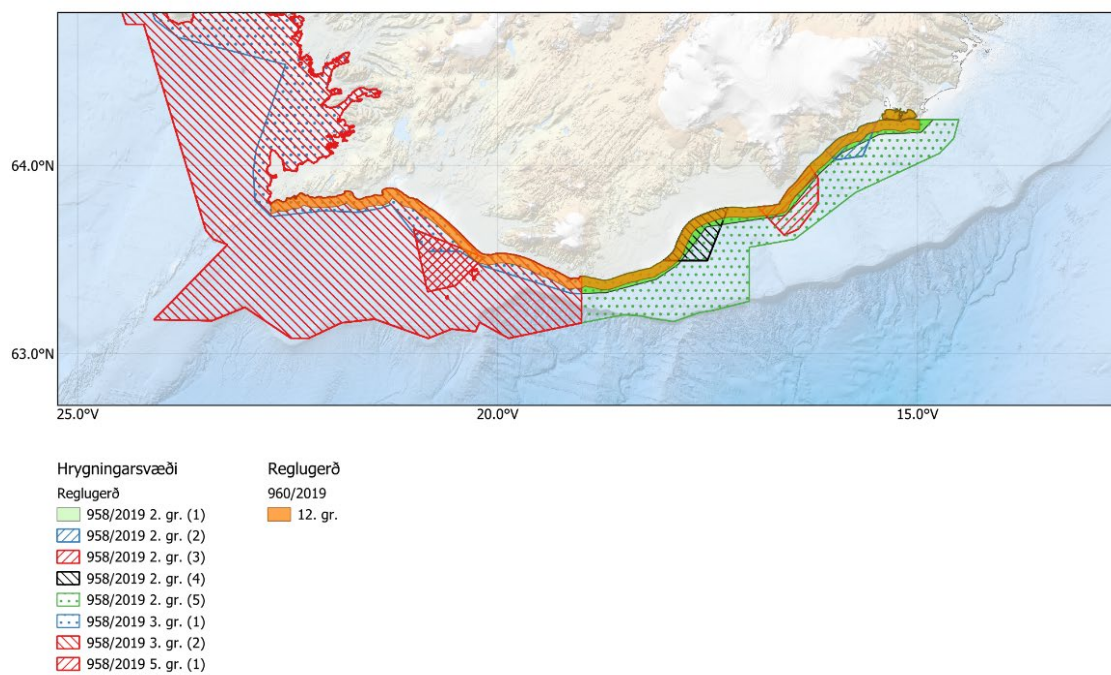 64.0°N
63.0°N
25.0°V
20.0°V
15.0°V
Hrygningarsvæði
Reglugerð
958/2019 2. gr. (1)
958/2019 2. gr. (2)
958/2019 2. gr. (3)
958/2019 2. gr. (4)
958/2019 2. gr. (5)
958/2019 3. gr. (1)
958/2019 3. gr. (2)
958/2019 5. gr. (1)
Reglugerð
960/2019
12. gr.